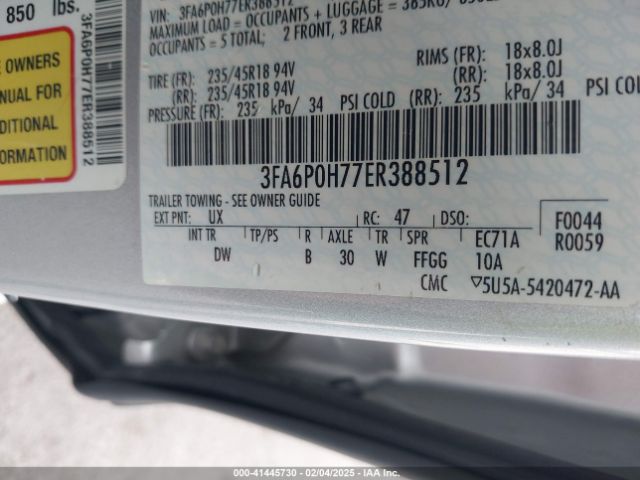 850 lbs.
E OWNERS
ANUAL FOR
DITIONAL
FORMATION
3FA6P0H77ER388512
VIN: 3FA6P0H77ER388512
MAXIMUM LOAD = OCCUPANTS + LUGGAGE = 385KG/
OCCUPANTS = 5 TOTAL; 2 FRONT, 3 REAR
TIRE (FR): 235/45R18 94V RIMS (FR): 18x8.0J
(RR): 235/45R18 94V (RR): 18x8.0J
PRESSURE (FR): 235 kPa/ 34 PSI COLD (RR): 235 kPa/ 34 PSI COL
3FA6P0H77ER388512
TRAILER TOWING - SEE OWNER GUIDE
EXT PNT: UX RC: 47 DSO: F0044
INT TR TP/PS R AXLE TR SPR EC71A R0059
DW B 30 W FFGG 10A
CMC ▽5U5A-5420472-AA
000-41445730 - 02/04/2025 - IAA Inc.